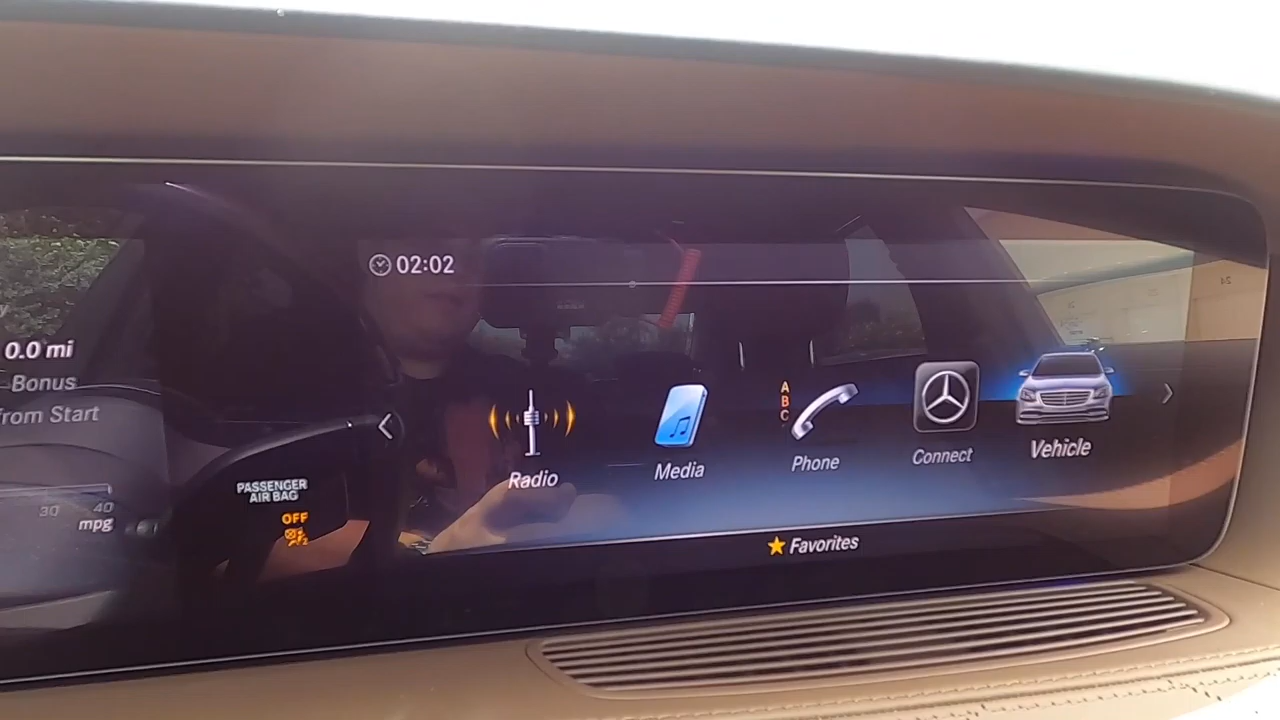 02:02
0.0 mi
Bonus
from Start
30 40
mpg
PASSENGER
AIR BAG
OFF
2
A
B
C
Radio
Media
Phone
Connect
Vehicle
Favorites